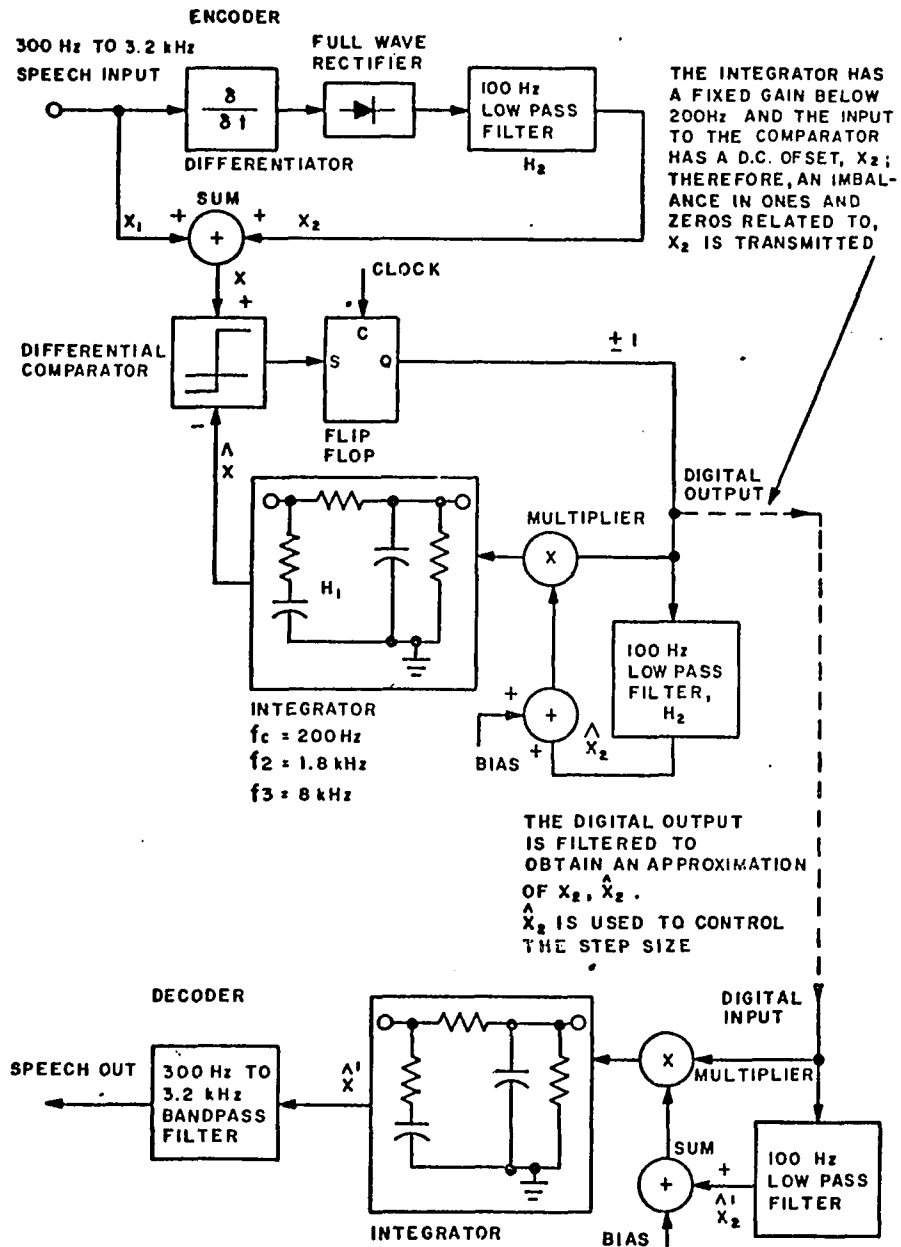 ENCODER
300 Hz TO 3.2 kHz
SPEECH INPUT
δ
δ t
DIFFERENTIATOR
FULL WAVE
RECTIFIER
100 Hz
LOW PASS
FILTER
H2
THE INTEGRATOR HAS
A FIXED GAIN BELOW
200Hz AND THE INPUT
TO THE COMPARATOR
HAS A D.C. OFSET, X2;
THEREFORE, AN IMBAL-
ANCE IN ONES AND
ZEROS RELATED TO,
X2 IS TRANSMITTED
SUM
X1 + + + X2
X
+
CLOCK
DIFFERENTIAL
COMPARATOR
C
S Q
± 1
FLIP
FLOP
−
X̂
DIGITAL
OUTPUT
MULTIPLIER
X
H1
100 Hz
LOW PASS
FILTER,
H2
INTEGRATOR
fc = 200Hz
f2 = 1.8 kHz
f3 = 8 kHz
+
+
BIAS + X̂2
THE DIGITAL OUTPUT
IS FILTERED TO
OBTAIN AN APPROXIMATION
OF X2, X̂2.
X̂2 IS USED TO CONTROL
THE STEP SIZE
DECODER
DIGITAL
INPUT
SPEECH OUT
300 Hz TO
3.2 kHz
BANDPASS
FILTER
X̂'
X
MULTIPLIER
SUM
+ +
X̂'2
100 Hz
LOW PASS
FILTER
INTEGRATOR
BIAS